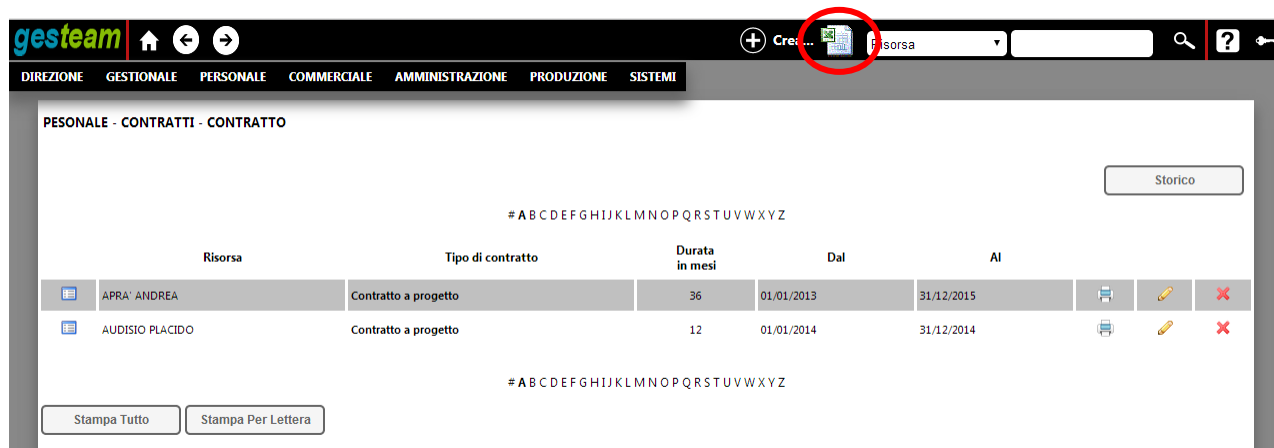 gesteam Crea... Risorsa ?
DIREZIONE GESTIONALE PERSONALE COMMERCIALE AMMINISTRAZIONE PRODUZIONE SISTEMI
PESONALE - CONTRATTI - CONTRATTO
Storico
# A B C D E F G H I J K L M N O P Q R S T U V W X Y Z
Risorsa Tipo di contratto Durata in mesi Dal Al
APRA' ANDREA Contratto a progetto 36 01/01/2013 31/12/2015
AUDISIO PLACIDO Contratto a progetto 12 01/01/2014 31/12/2014
# A B C D E F G H I J K L M N O P Q R S T U V W X Y Z
Stampa Tutto Stampa Per Lettera